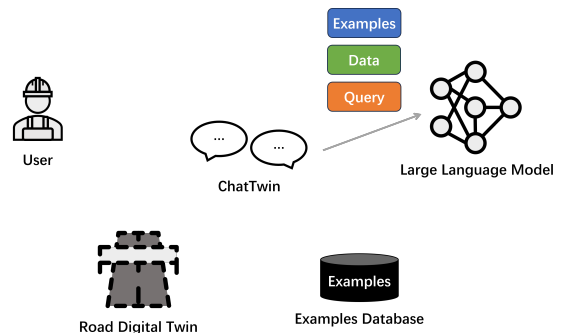 Examples
Data
Query
User
...
...
ChatTwin
Large Language Model
Examples
Road Digital Twin
Examples Database